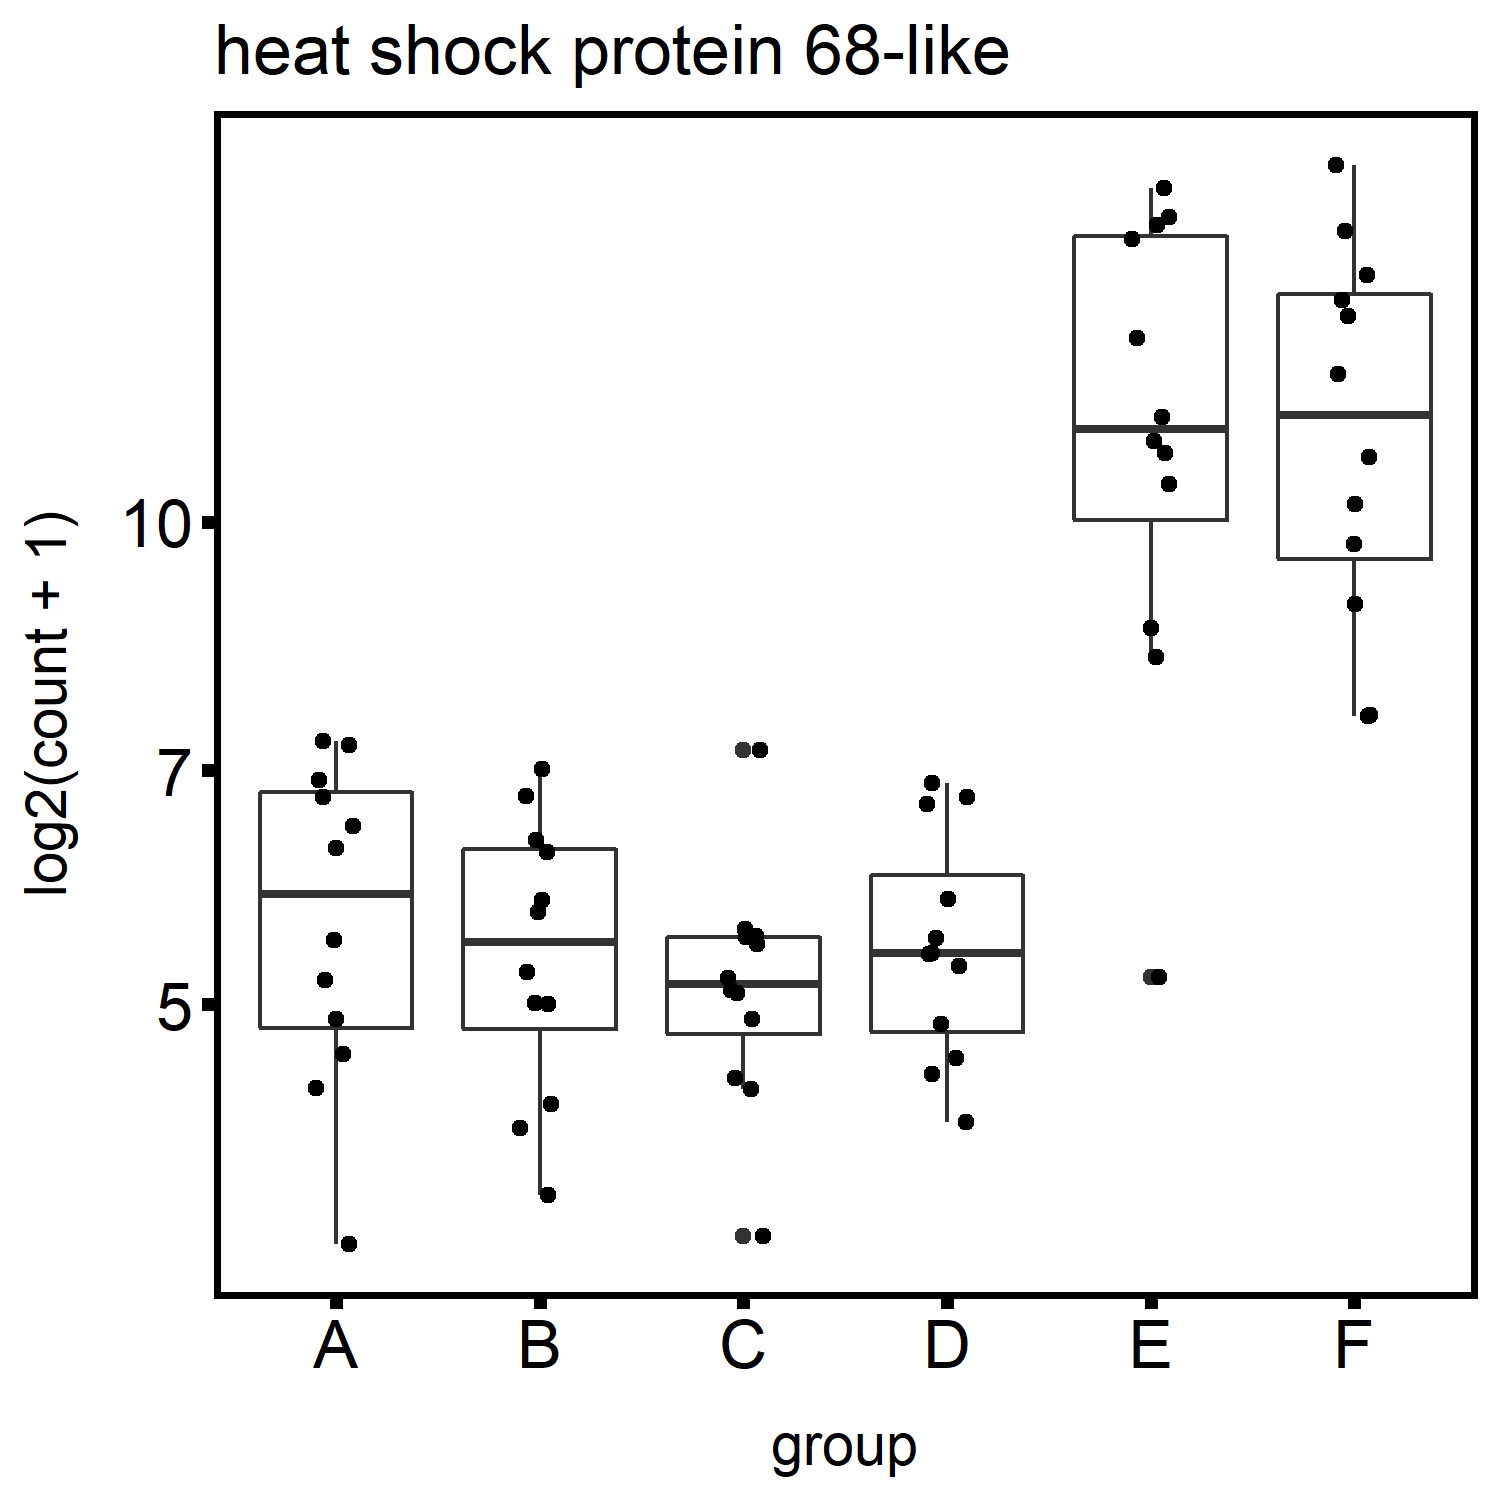 heat shock protein 68-like
log2(count + 1)
10
7
5
A B C D E F
group